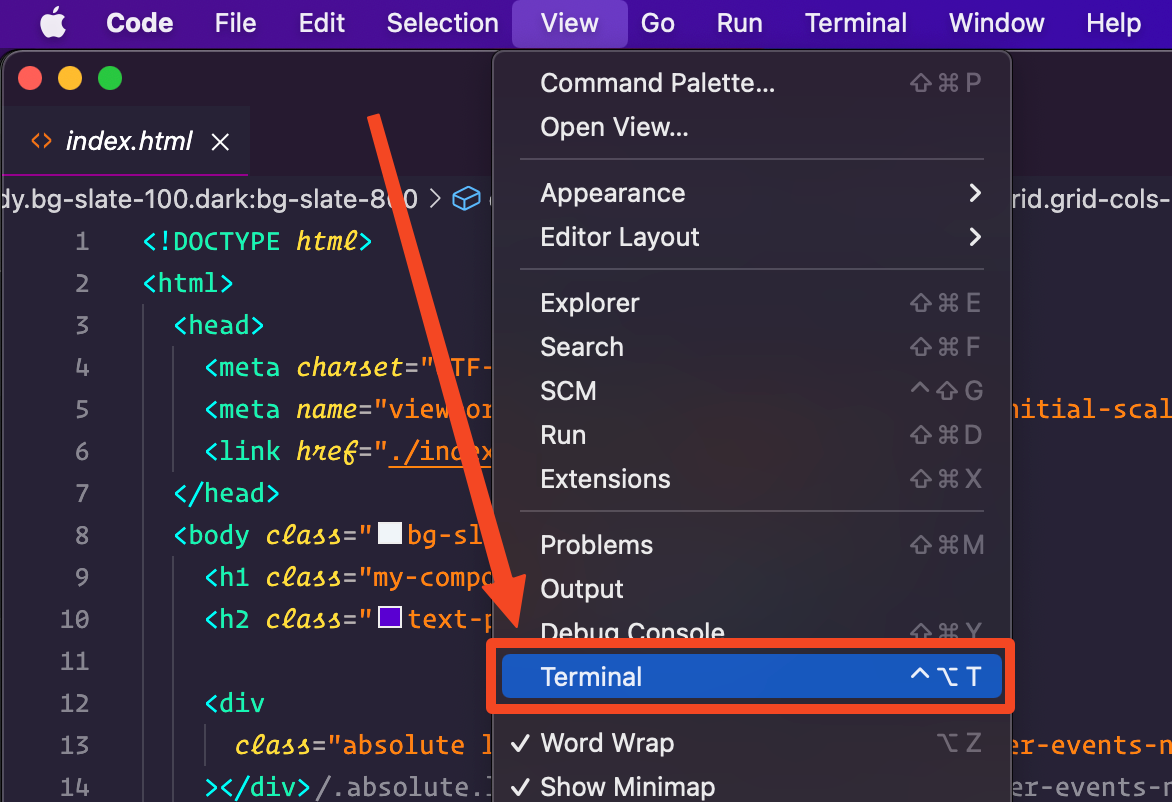 Code File Edit Selection View Go Run Terminal Window Help
index.html
dy.bg-slate-100.dark:bg-slate-800 > rid.grid-cols-
Command Palette... ⇧⌘P
Open View...
Appearance >
Editor Layout >
Explorer ⇧⌘E
Search ⇧⌘F
SCM ^⇧G
Run ⇧⌘D
Extensions ⇧⌘X
Problems ⇧⌘M
Output
Debug Console ⇧⌘Y
Terminal ^⌥T
✓ Word Wrap ⌥Z
✓ Show Minimap
1 <!DOCTYPE html>
2 <html>
3 <head>
4 <meta charset="TF-
5 <meta name="viewpor nitial-scal
6 <link href="./index
7 </head>
8 <body class="bg-sl
9 <h1 class="my-compo
10 <h2 class="text-p
11
12 <div
13 class="absolute l er-events-n
14 ></div>/.absolute.l er-events-n